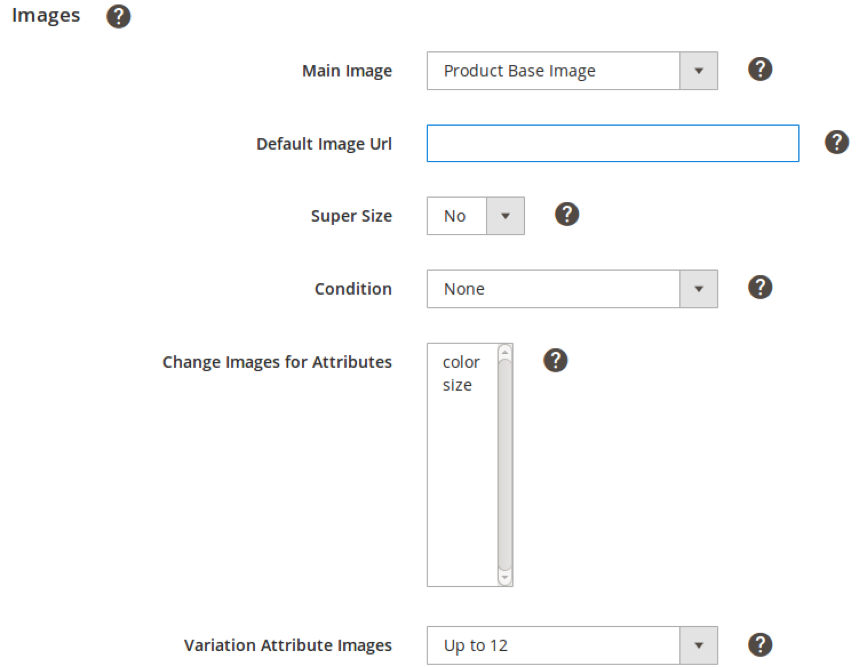 Images ?
Main Image Product Base Image ?
Default Image Url ?
Super Size No ?
Condition None ?
Change Images for Attributes color ?
size
Variation Attribute Images Up to 12 ?